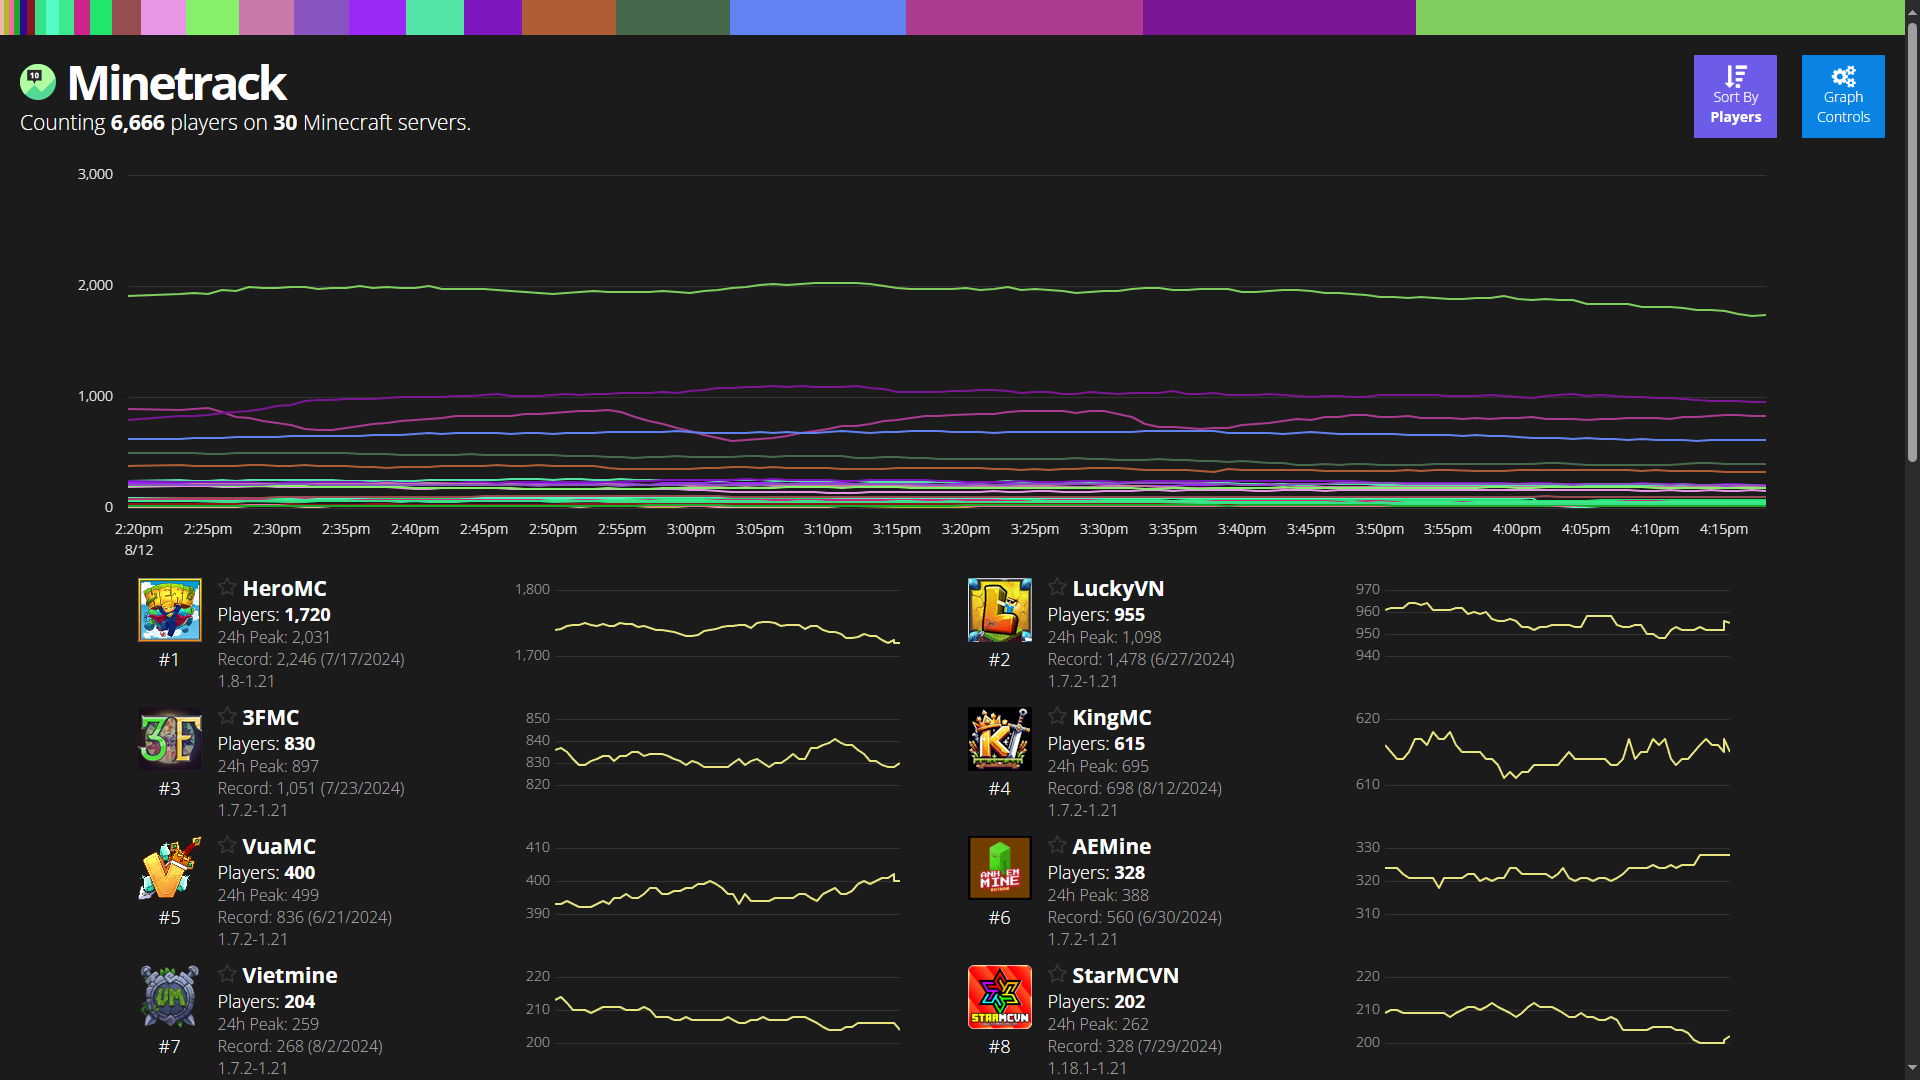 10
Minetrack
Counting 6,666 players on 30 Minecraft servers.
Sort By
Players
Graph
Controls
3,000
2,000
1,000
0
2:20pm 2:25pm 2:30pm 2:35pm 2:40pm 2:45pm 2:50pm 2:55pm 3:00pm 3:05pm 3:10pm 3:15pm 3:20pm 3:25pm 3:30pm 3:35pm 3:40pm 3:45pm 3:50pm 3:55pm 4:00pm 4:05pm 4:10pm 4:15pm
8/12
HERO
#1
HeroMC
Players: 1,720
24h Peak: 2,031
Record: 2,246 (7/17/2024)
1.8-1.21
1,800
1,700
L
#2
LuckyVN
Players: 955
24h Peak: 1,098
Record: 1,478 (6/27/2024)
1.7.2-1.21
970
960
950
940
3F
#3
3FMC
Players: 830
24h Peak: 897
Record: 1,051 (7/23/2024)
1.7.2-1.21
850
840
830
820
K
#4
KingMC
Players: 615
24h Peak: 695
Record: 698 (8/12/2024)
1.7.2-1.21
620
610
V
#5
VuaMC
Players: 400
24h Peak: 499
Record: 836 (6/21/2024)
1.7.2-1.21
410
400
390
ANH EM
MINE
#6
AEMine
Players: 328
24h Peak: 388
Record: 560 (6/30/2024)
1.7.2-1.21
330
320
310
#7
Vietmine
Players: 204
24h Peak: 259
Record: 268 (8/2/2024)
1.7.2-1.21
220
210
200
STARMCVN
#8
StarMCVN
Players: 202
24h Peak: 262
Record: 328 (7/29/2024)
1.18.1-1.21
220
210
200